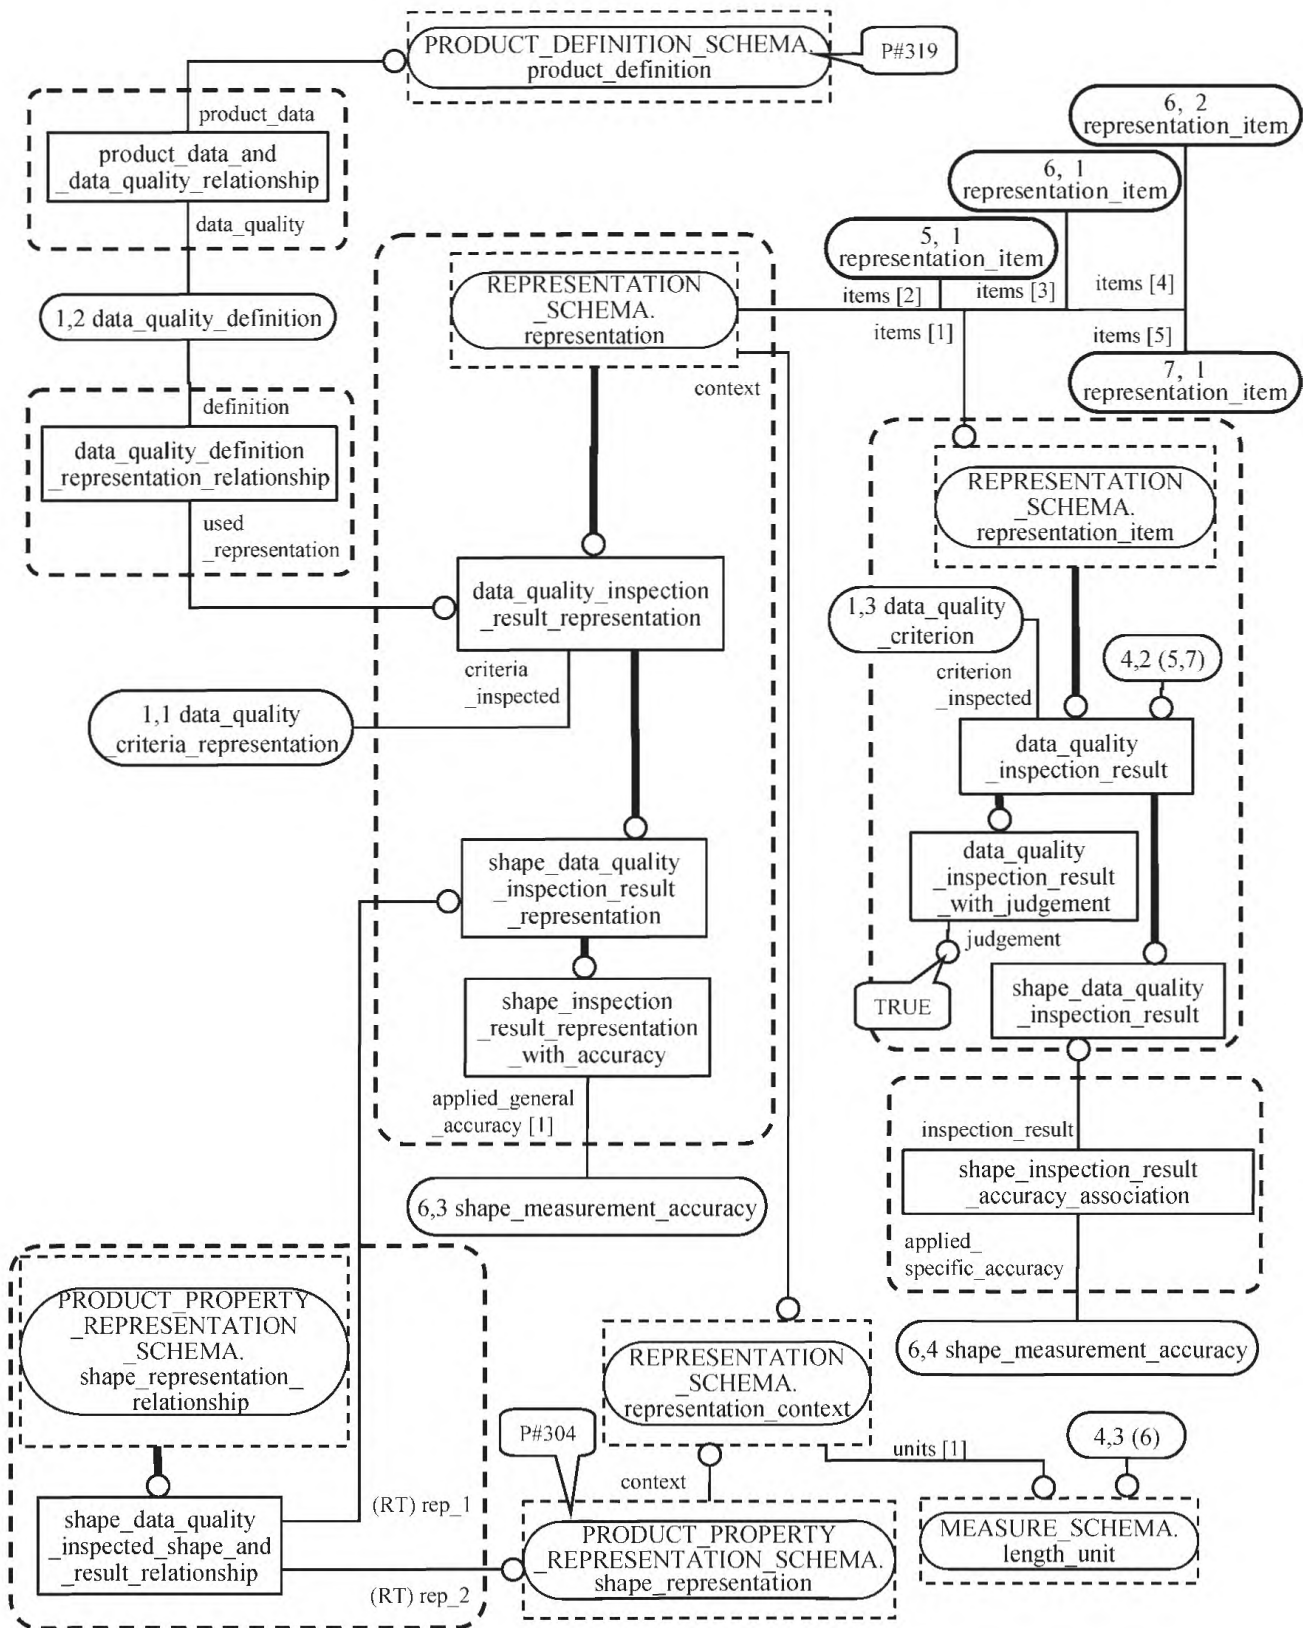 PRODUCT_DEFINITION_SCHEMA.
product_definition
P#319
product_data
product_data_and
_data_quality_relationship
data_quality
1,2 data_quality_definition
definition
data_quality_definition
_representation_relationship
used
_representation
6, 2
representation_item
6, 1
representation_item
5, 1
representation_item
items [2]
items [3]
items [4]
items [1]
items [5]
7, 1
representation_item
REPRESENTATION
_SCHEMA.
representation
context
data_quality_inspection
_result_representation
criteria
_inspected
1,1 data_quality
_criteria_representation
shape_data_quality
_inspection_result
_representation
shape_inspection
_result_representation
_with_accuracy
applied_general
_accuracy [1]
6,3 shape_measurement_accuracy
REPRESENTATION
_SCHEMA.
representation_item
1,3 data_quality
_criterion
criterion
_inspected
4,2 (5,7)
data_quality
_inspection_result
data_quality
_inspection_result
_with_judgement
judgement
TRUE
shape_data_quality
_inspection_result
inspection_result
shape_inspection_result
_accuracy_association
applied_
specific_accuracy
6,4 shape_measurement_accuracy
PRODUCT_PROPERTY
_REPRESENTATION
_SCHEMA.
shape_representation_
relationship
shape_data_quality
_inspected_shape_and
_result_relationship
(RT) rep_1
(RT) rep_2
REPRESENTATION
_SCHEMA.
representation_context
P#304
context
units [1]
4,3 (6)
PRODUCT_PROPERTY
_REPRESENTATION_SCHEMA.
shape_representation
MEASURE_SCHEMA.
length_unit